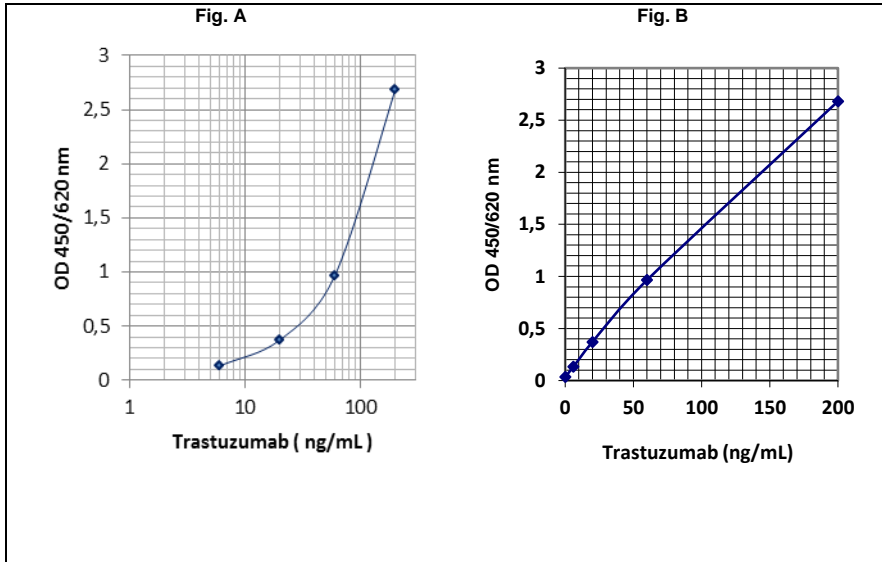 Fig. A
3
2,5
2
1,5
1
0,5
0
1 10 100
OD 450/620 nm
Trastuzumab ( ng/mL )
Fig. B
3
2,5
2
1,5
1
0,5
0
0 50 100 150 200
OD 450/620 nm
Trastuzumab (ng/mL)